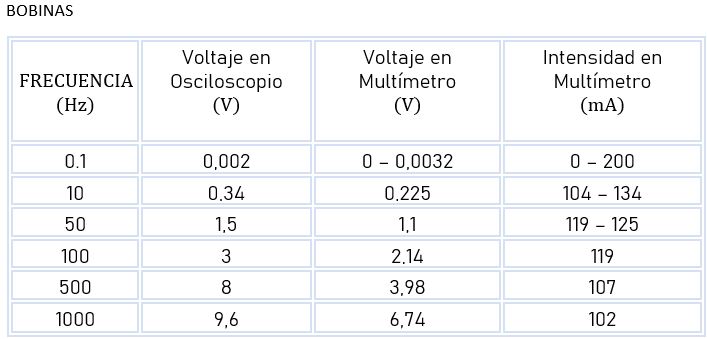 BOBINAS
FRECUENCIA (Hz) Voltaje en Osciloscopio (V) Voltaje en Multímetro (V) Intensidad en Multímetro (mA)
0.1 0,002 0 – 0,0032 0 – 200
10 0.34 0.225 104 – 134
50 1,5 1,1 119 – 125
100 3 2.14 119
500 8 3,98 107
1000 9,6 6,74 102